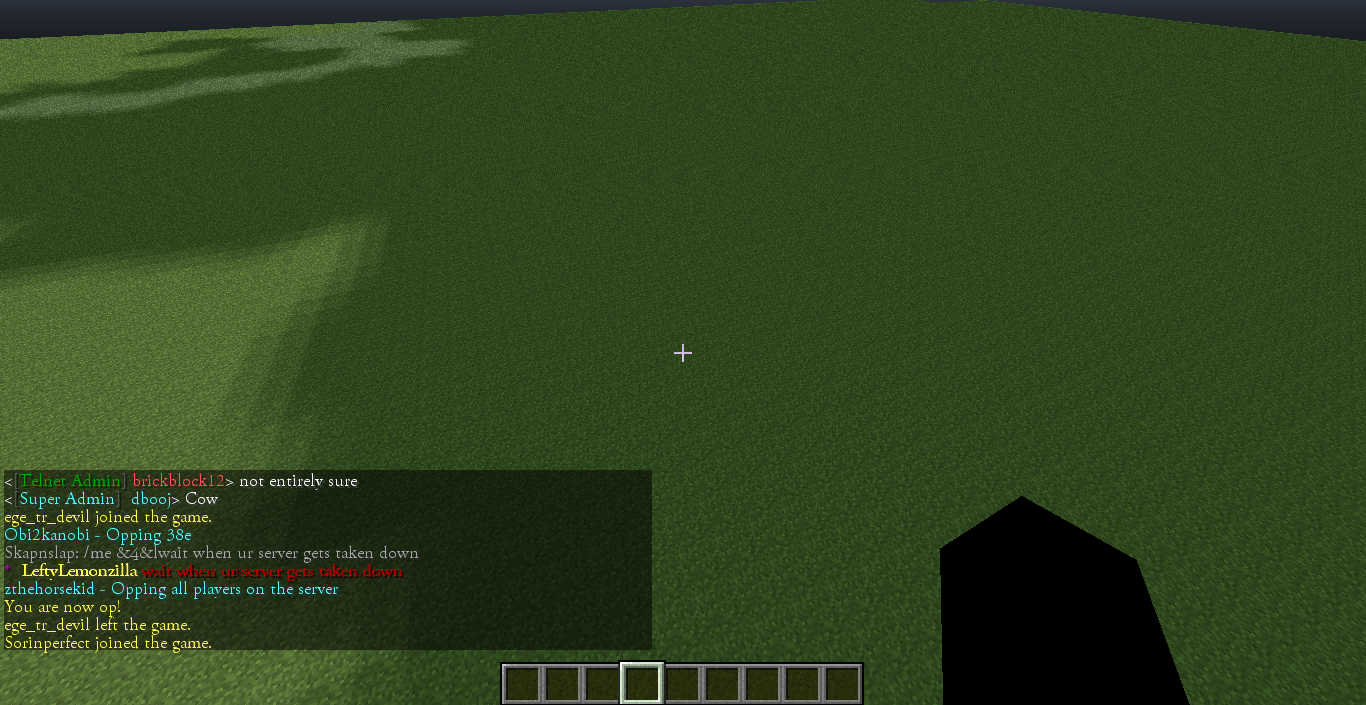 <[Telnet Admin] brickblock12> not entirely sure
<[Super Admin] dbooj> Cow
ege_tr_devil joined the game.
Obi2kanobi - Opping 38e
Skapnslap: /me &4&lwait when ur server gets taken down
* LeftyLemonzilla wait when ur server gets taken down
zthehorsekid - Opping all players on the server
You are now op!
ege_tr_devil left the game.
Sorinperfect joined the game.